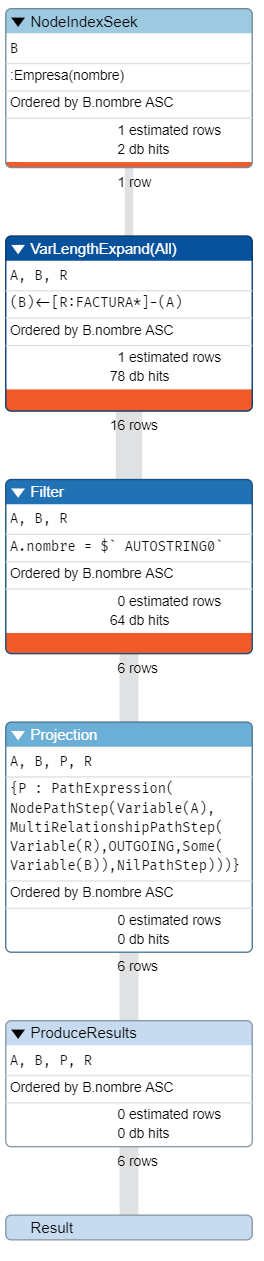 NodeIndexSeek
B
:Empresa(nombre)
Ordered by B.nombre ASC
1 estimated rows
2 db hits
1 row
VarLengthExpand(All)
A, B, R
(B)<-[R:FACTURA*]-(A)
Ordered by B.nombre ASC
1 estimated rows
78 db hits
16 rows
Filter
A, B, R
A.nombre = $` AUTOSTRING0`
Ordered by B.nombre ASC
0 estimated rows
64 db hits
6 rows
Projection
A, B, P, R
{P : PathExpression(
NodePathStep(Variable(A),
MultiRelationshipPathStep(
Variable(R),OUTGOING,Some(
Variable(B)),NilPathStep)))}
Ordered by B.nombre ASC
0 estimated rows
0 db hits
6 rows
ProduceResults
A, B, P, R
Ordered by B.nombre ASC
0 estimated rows
0 db hits
6 rows
Result